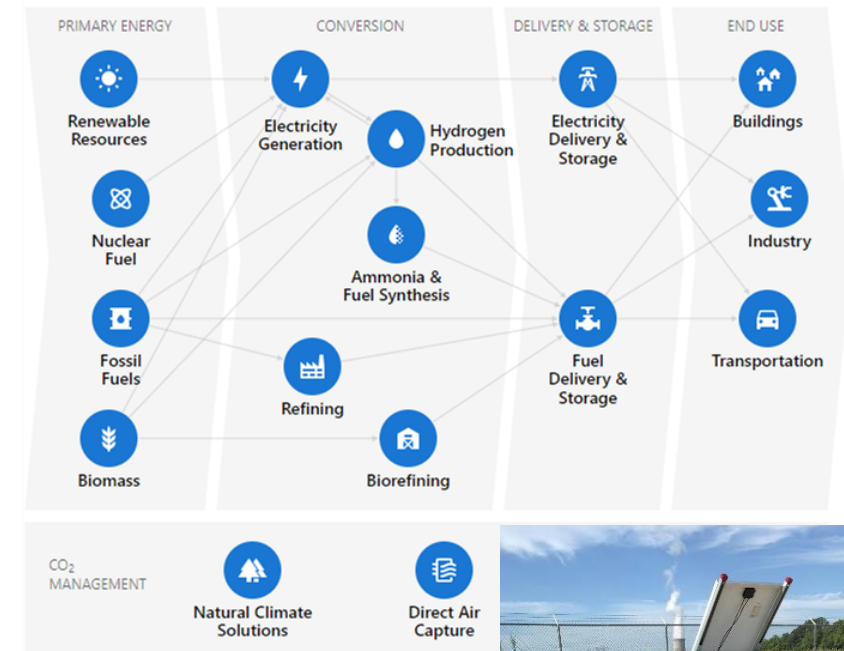 PRIMARY ENERGY
CONVERSION
DELIVERY & STORAGE
END USE
Renewable
Resources
Electricity
Generation
Hydrogen
Production
Electricity
Delivery &
Storage
Buildings
Nuclear
Fuel
Ammonia &
Fuel Synthesis
Industry
Fossil
Fuels
Refining
Fuel
Delivery &
Storage
Transportation
Biomass
Biorefining
CO₂
MANAGEMENT
Natural Climate
Solutions
Direct Air
Capture